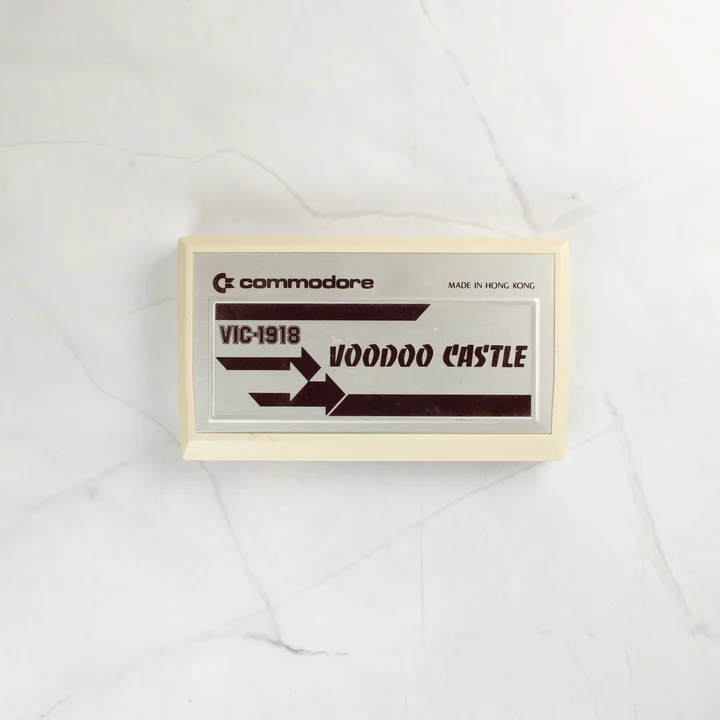 commodore
MADE IN HONG KONG
VIC-1918
VOODOO CASTLE